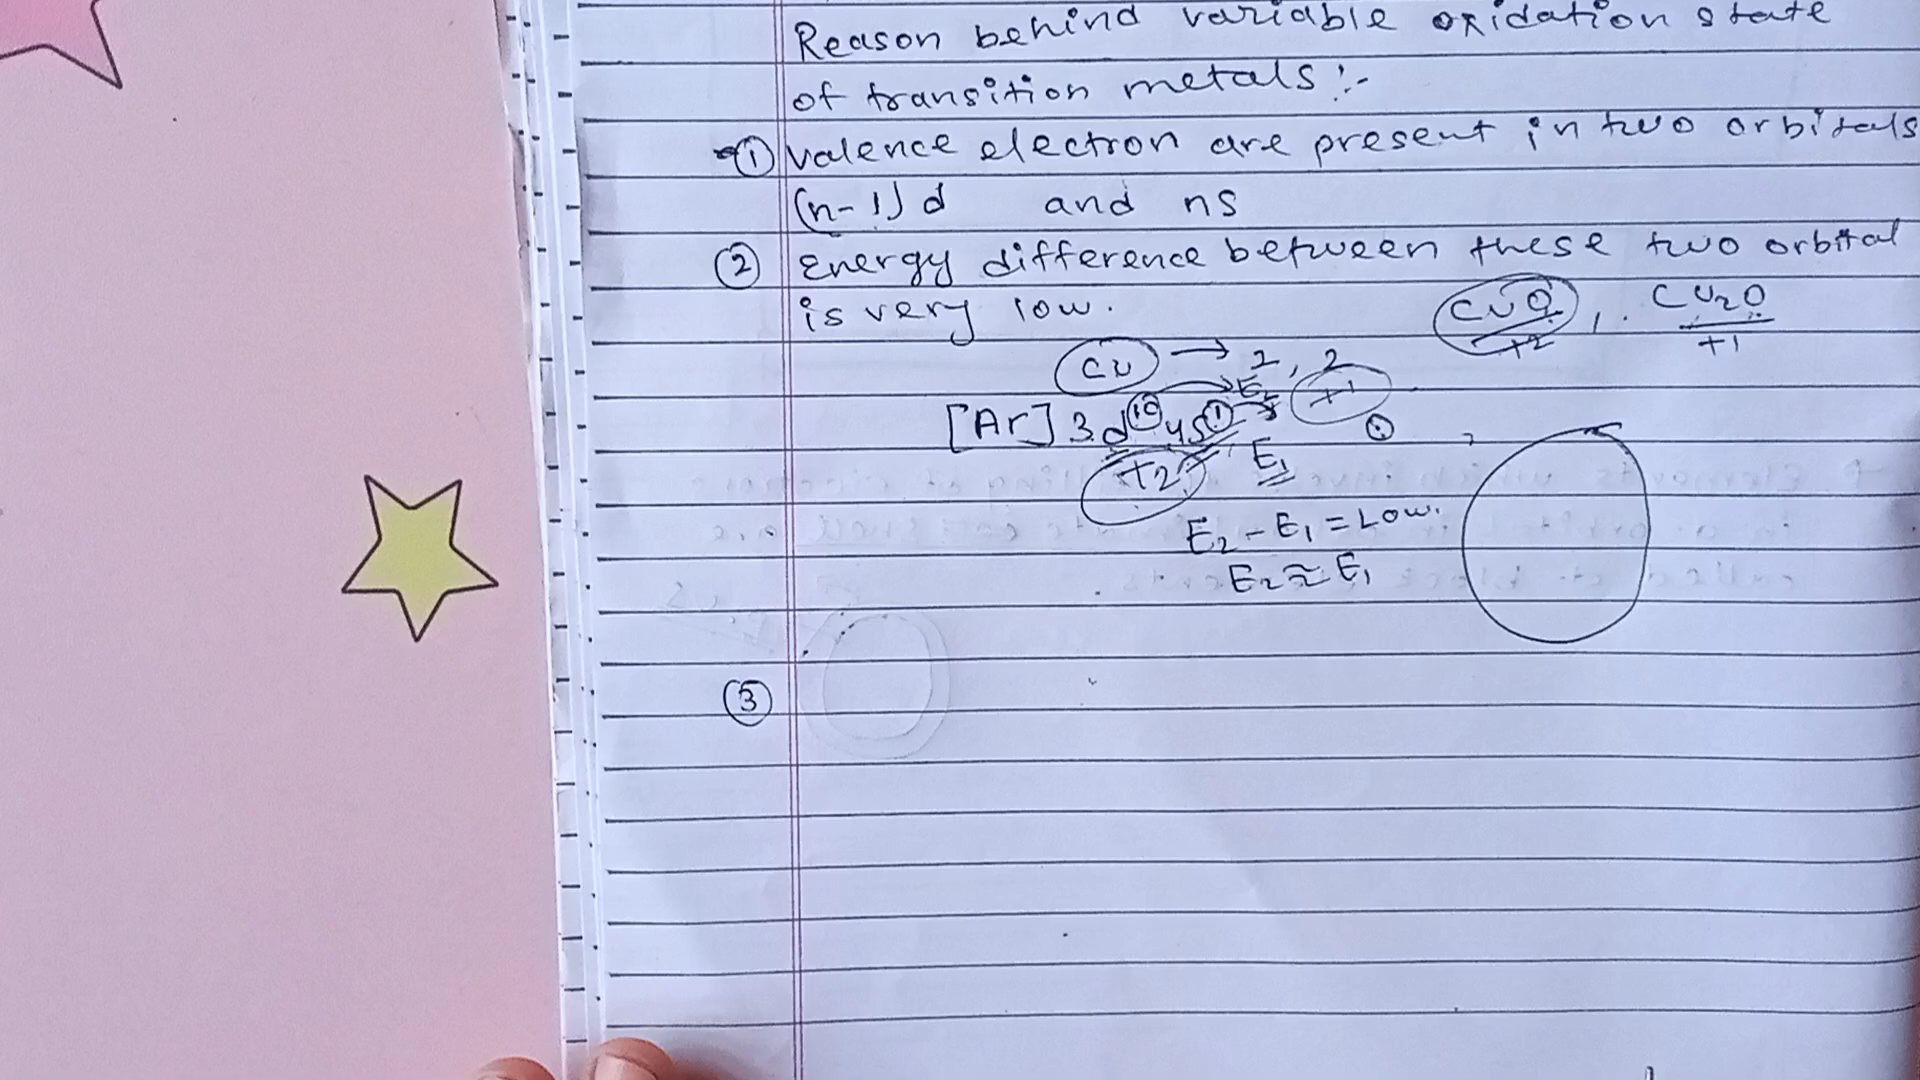 Reason behind variable oxidation state
of transition metals :-
① valence electron are present in two orbitals
(n-1) d and ns
② Energy difference between these two orbital
is very low.
CuO , Cu2O
+2 +1
Cu → 2, 2
E2 +1
[Ar] 3d¹⁰ 4s¹
+2 E1
E2 - E1 = Low.
E2 ≈ E1
③